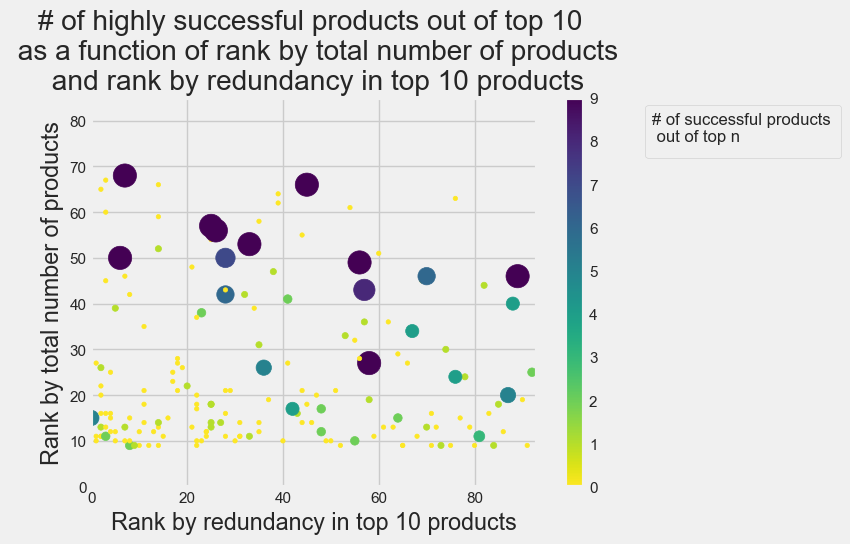 # of highly successful products out of top 10
as a function of rank by total number of products
and rank by redundancy in top 10 products
Rank by total number of products
80
70
60
50
40
30
20
10
0
0 20 40 60 80
Rank by redundancy in top 10 products
9
8
7
6
5
4
3
2
1
0
# of successful products
out of top n